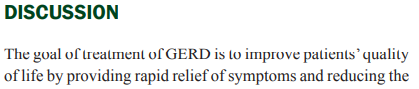 DISCUSSION
The goal of treatment of GERD is to improve patients' quality
of life by providing rapid relief of symptoms and reducing the